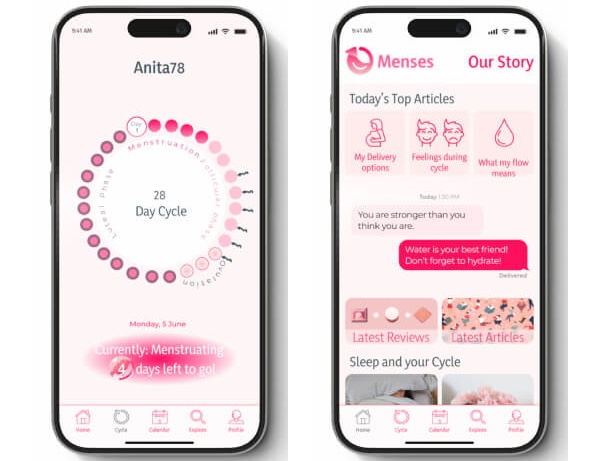 9:41 AM
Anita78
Day
1
Menstruation
Follicular Phase
Ovulation
Luteal Phase
28
Day Cycle
Monday, 5 June
Currently: Menstruating
4 days left to go!
Home
Cycle
Calendar
Explore
Profile
9:41 AM
Menses
Our Story
Today's Top Articles
My Delivery
options
Feelings during
cycle
What my flow
means
Today 1:30 PM
You are stronger than you
think you are.
Water is your best friend!
Don't forget to hydrate!
Delivered
Latest Reviews
Latest Articles
Sleep and your Cycle
Home
Cycle
Calendar
Explore
Profile